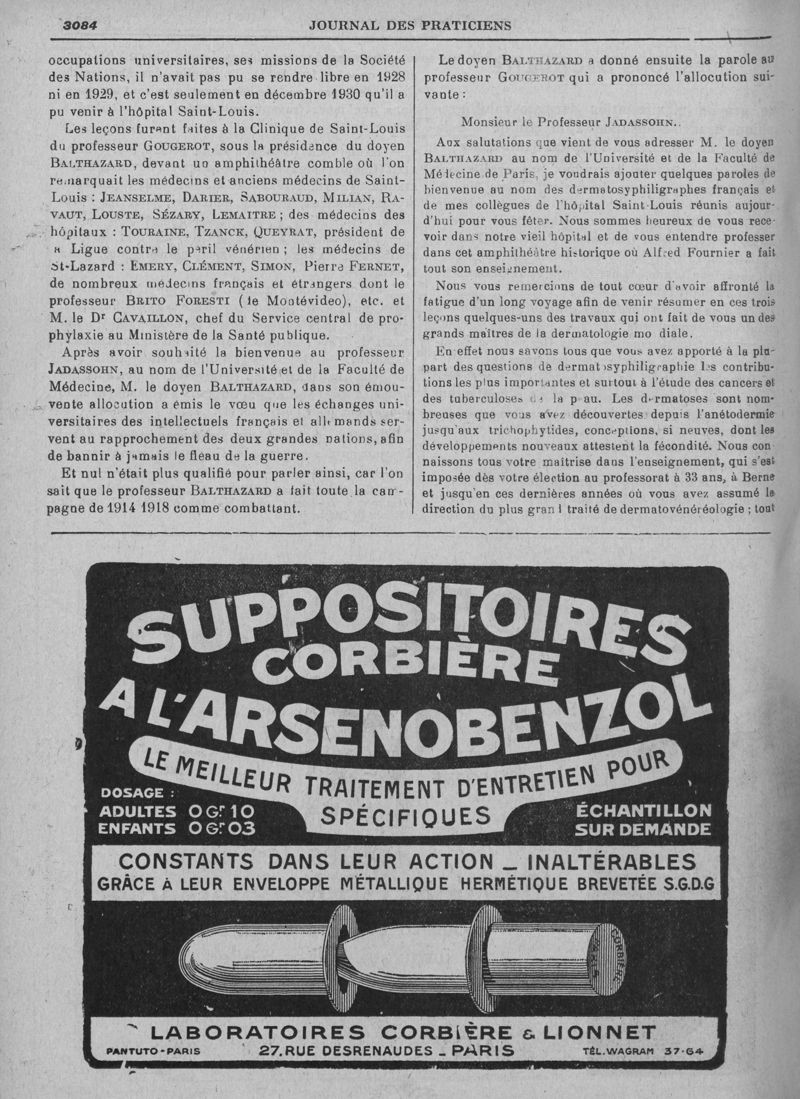 3084
JOURNAL DES PRATICIENS
occupations universitaires, ses missions de la Société
des Nations, il n'avait pas pu se rendre libre en 1928
ni en 1929, et c'est seulement en décembre 1930 qu'il a
pu venir à l'hôpital Saint-Louis.
Les leçons furent faites à la Clinique de Saint-Louis
du professeur GOUGEROT, sous la présidence du doyen
BALTHAZARD, devant un amphithéâtre comble où l'on
remarquait les médecins et anciens médecins de Saint-
Louis : JEANSELME, DARIER, SABOURAUD, MILIAN, RA-
VAUT, LOUSTE, SÉZARY, LEMAITRE ; des médecins des
hôpitaux : TOURAINE, TZANCK, QUEYRAT, président de
a Ligue contre le péril vénérien ; les médecins de
St-Lazard : EMERY, CLÉMENT, SIMON, Pierre FERNET,
de nombreux médecins français et étrangers dont le
professeur BRITO FORESTI (de Montévideo), etc. et
M. le Dr CAVAILLON, chef du Service central de pro-
phylaxie au Ministère de la Santé publique.
Après avoir souhaité la bienvenue au professeur
JADASSOHN, au nom de l'Université et de la Faculté de
Médecine, M. le doyen BALTHAZARD, dans son émou-
vente allocution a émis le vœu que les échanges uni-
versitaires des intellectuels français et allemands ser-
vent au rapprochement des deux grandes nations, afin
de bannir à jamais le fleau de la guerre.
Et nul n'était plus qualifié pour parler ainsi, car l'on
sait que le professeur BALTHAZARD a fait toute la cam-
pagne de 1914 1918 comme combattant.
Le doyen BALTHAZARD a donné ensuite la parole au
professeur GOUGEROT qui a prononcé l'allocution sui-
vante :
Monsieur le Professeur JADASSOHN..
Aux salutations que vient de vous adresser M. le doyen
BALTHAZARD au nom de l'Université et de la Faculté de
Médecine de Paris, je voudrais ajouter quelques paroles de
bienvenue au nom des dermatosyphiligraphes français et
de mes collègues de l'hôpital Saint Louis réunis aujour-
d'hui pour vous fêter. Nous sommes heureux de vous rece-
voir dans notre vieil hôpital et de vous entendre professer
dans cet amphithéâtre historique où Alfred Fournier a fait
tout son enseignement.
Nous vous remercions de tout cœur d'avoir affronté la
fatigue d'un long voyage afin de venir résumer en ces trois
leçons quelques-uns des travaux qui ont fait de vous un des
grands maîtres de la dermatologie mo diale.
En effet nous savons tous que vous avez apporté à la plu-
part des questions de dermatosyphiligraphie les contribu-
tions les plus importantes et surtout à l'étude des cancers et
des tuberculoses de la peau. Les dermatoses sont nom-
breuses que vous avez découvertes depuis l'anétodermie
jusqu'aux trichophytides, conceptions, si neuves, dont les
développements nouveaux attestent la fécondité. Nous con
naissons tous votre maîtrise dans l'enseignement, qui s'est
imposée dès votre élection au professorat à 33 ans, à Berne
et jusqu'en ces dernières années où vous avez assumé la
direction du plus gran l traité de dermatovénéréologie ; tout
SUPPOSITOIRES
CORBIÈRE
A L'ARSENOBENZOL
LE MEILLEUR TRAITEMENT D'ENTRETIEN POUR
SPÉCIFIQUES
DOSAGE :
ADULTES 0 Gr 10
ENFANTS 0 Gr 03
ÉCHANTILLON
SUR DEMANDE
CONSTANTS DANS LEUR ACTION _ INALTÉRABLES
GRÂCE A LEUR ENVELOPPE MÉTALLIQUE HERMÉTIQUE BREVETÉE S.G.D.G
CORBIÈRE
PARIS
LABORATOIRES CORBIÈRE & LIONNET
PANTUTO-PARIS
27, RUE DESRENAUDES _ PARIS
TÉL. WAGRAM 37-64